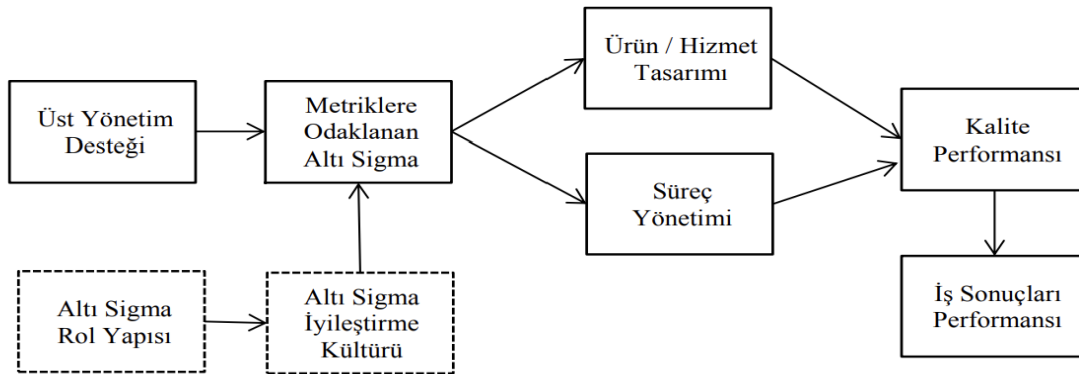 Üst Yönetim
Desteği
Metriklere
Odaklanan
Altı Sigma
Ürün / Hizmet
Tasarımı
Süreç
Yönetimi
Kalite
Performansı
İş Sonuçları
Performansı
Altı Sigma
Rol Yapısı
Altı Sigma
İyileştirme
Kültürü